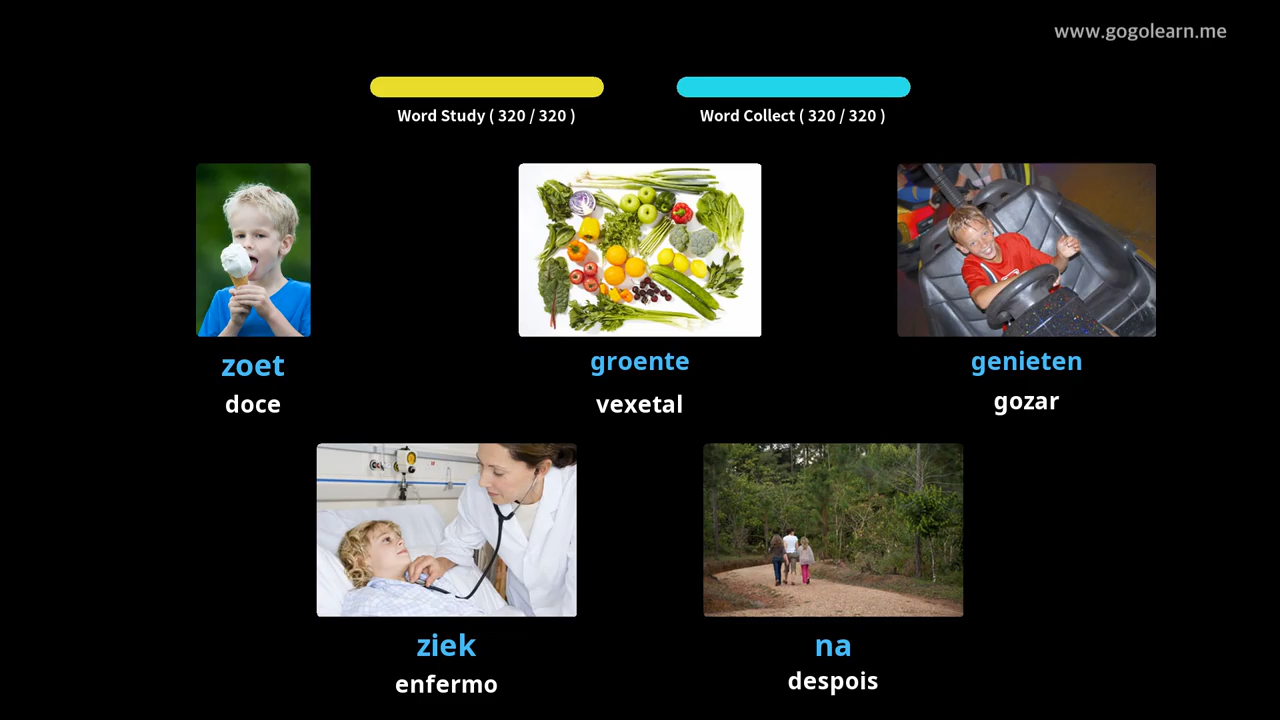 www.gogolearn.me
Word Study ( 320 / 320 )
Word Collect ( 320 / 320 )
zoet
doce
groente
vexetal
genieten
gozar
ziek
enfermo
na
despois